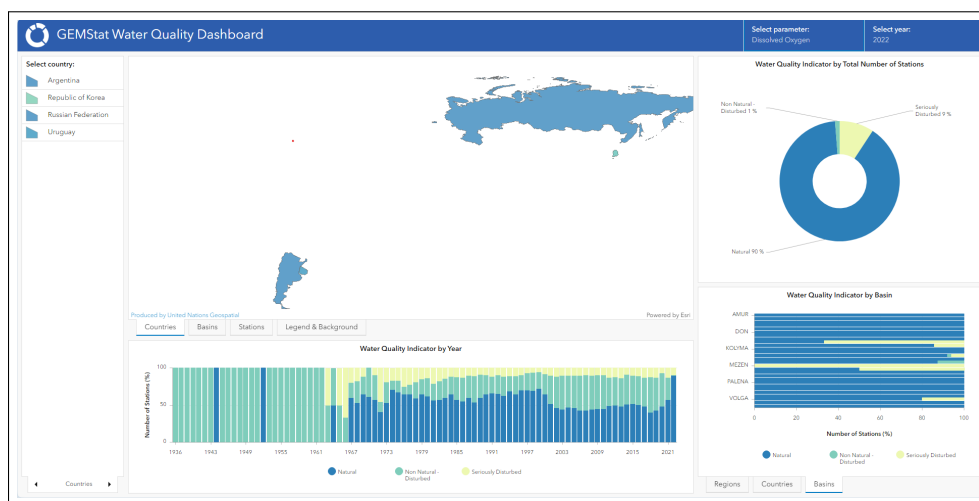 GEMStat Water Quality Dashboard
Select parameter:
Dissolved Oxygen
Select year:
2022
Select country:
Argentina
Republic of Korea
Russian Federation
Uruguay
Countries
Produced by United Nations Geospatial
Powered by Esri
Countries
Basins
Stations
Legend & Background
Water Quality Indicator by Year
Number of Stations (%)
100
50
0
1936
1943
1949
1955
1961
1967
1973
1979
1985
1991
1997
2003
2009
2015
2021
Natural
Non Natural -
Disturbed
Seriously Disturbed
Water Quality Indicator by Total Number of Stations
Non Natural -
Disturbed 1 %
Seriously
Disturbed 9 %
Natural 90 %
Water Quality Indicator by Basin
AMUR
DON
KOLYMA
MEZEN
PALENA
VOLGA
0
20
40
60
80
100
Number of Stations (%)
Natural
Non Natural -
Disturbed
Seriously Disturbed
Regions
Countries
Basins